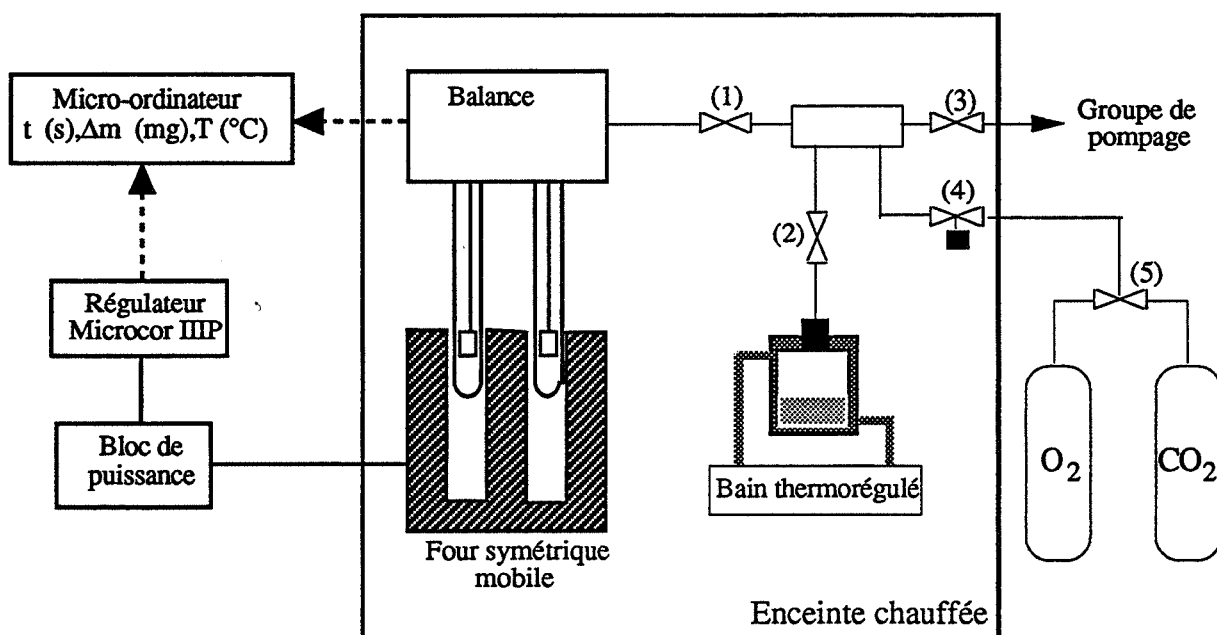 Micro-ordinateur
t (s),Δm (mg),T (°C)
Balance
(1)
(3)
Groupe de
pompage
(2)
(4)
(5)
Régulateur
Microcor IIIP
Bloc de
puissance
Four symétrique
mobile
Bain thermorégulé
O₂
CO₂
Enceinte chauffée